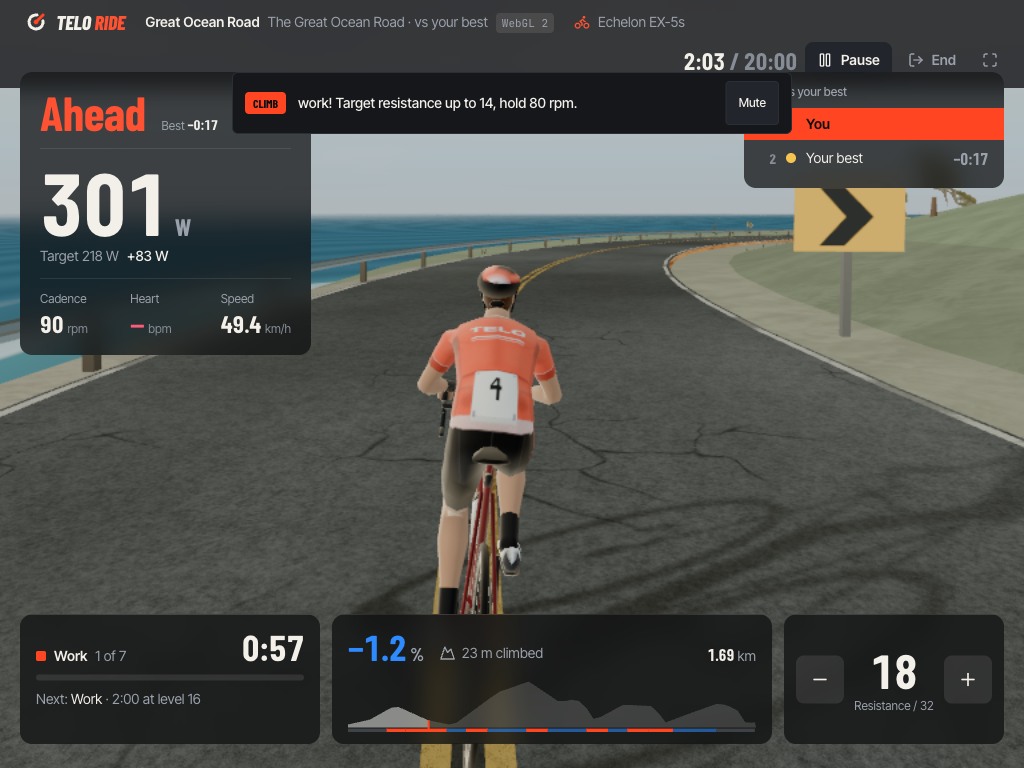 TELO RIDE Great Ocean Road The Great Ocean Road · vs your best WebGL 2 Echelon EX-5s
2:03 / 20:00 Pause End
Ahead Best −0:17
CLIMB work! Target resistance up to 14, hold 80 rpm. Mute
s your best
You
2 Your best −0:17
301 W
Target 218 W +83 W
Cadence Heart Speed
90 rpm — bpm 49.4 km/h
TELO
4
Work 1 of 7 0:57
Next: Work · 2:00 at level 16
−1.2 % 23 m climbed 1.69 km
− 18 +
Resistance / 32